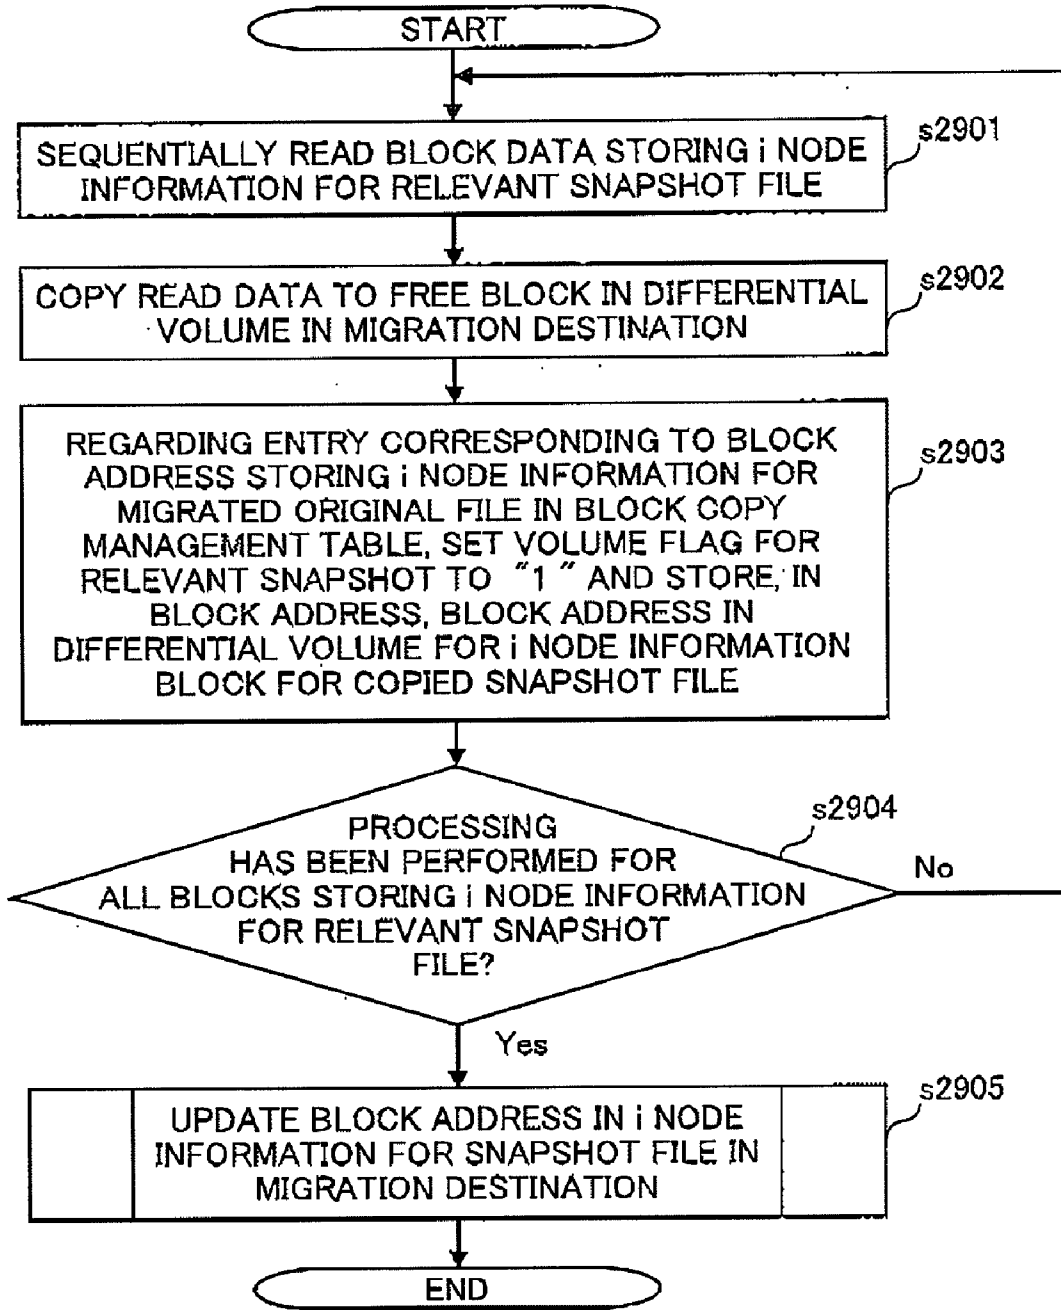 START
s2901
SEQUENTIALLY READ BLOCK DATA STORING i NODE
INFORMATION FOR RELEVANT SNAPSHOT FILE
s2902
COPY READ DATA TO FREE BLOCK IN DIFFERENTIAL
VOLUME IN MIGRATION DESTINATION
s2903
REGARDING ENTRY CORRESPONDING TO BLOCK
ADDRESS STORING i NODE INFORMATION FOR
MIGRATED ORIGINAL FILE IN BLOCK COPY
MANAGEMENT TABLE, SET VOLUME FLAG FOR
RELEVANT SNAPSHOT TO "1" AND STORE, IN
BLOCK ADDRESS, BLOCK ADDRESS IN
DIFFERENTIAL VOLUME FOR i NODE INFORMATION
BLOCK FOR COPIED SNAPSHOT FILE
s2904
PROCESSING
HAS BEEN PERFORMED FOR
ALL BLOCKS STORING i NODE INFORMATION
FOR RELEVANT SNAPSHOT
FILE?
No
Yes
s2905
UPDATE BLOCK ADDRESS IN i NODE
INFORMATION FOR SNAPSHOT FILE IN
MIGRATION DESTINATION
END